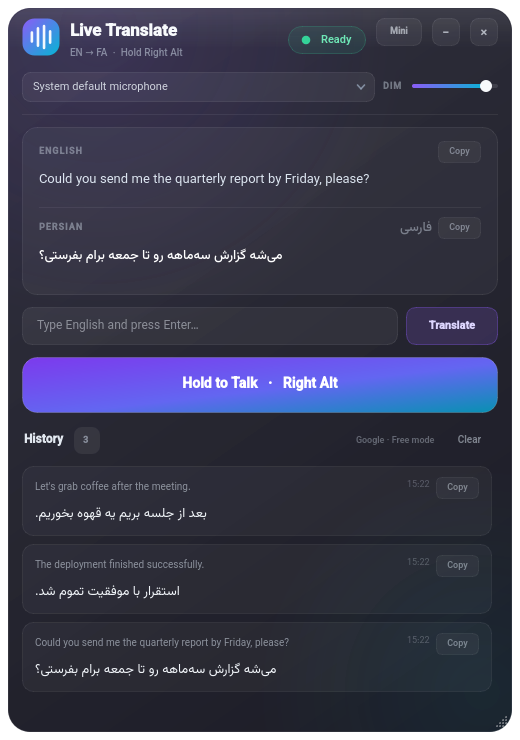 Live Translate
EN → FA · Hold Right Alt
Ready
Mini
–
×
System default microphone
DIM
ENGLISH
Copy
Could you send me the quarterly report by Friday, please?
PERSIAN
فارسی
Copy
می‌شه گزارش سه‌ماهه رو تا جمعه برام بفرستی؟
Type English and press Enter...
Translate
Hold to Talk · Right Alt
History
3
Google · Free mode
Clear
Let's grab coffee after the meeting.
15:22
Copy
بعد از جلسه بریم یه قهوه بخوریم.
The deployment finished successfully.
15:22
Copy
استقرار با موفقیت تموم شد.
Could you send me the quarterly report by Friday, please?
15:22
Copy
می‌شه گزارش سه‌ماهه رو تا جمعه برام بفرستی؟